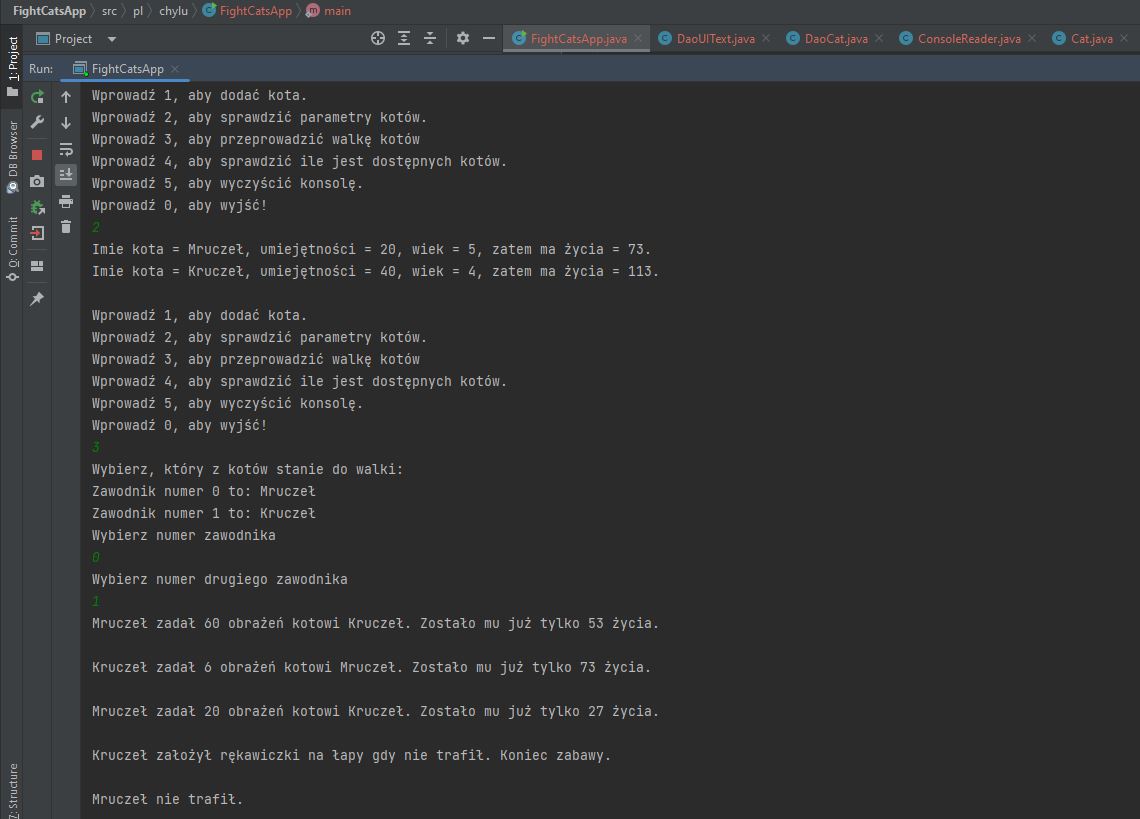 FightCatsApp src pl chylu FightCatsApp main
Project
FightCatsApp.java DaoUIText.java DaoCat.java ConsoleReader.java Cat.java
Run: FightCatsApp
1: Project
DB Browser
0: Commit
7: Structure
Wprowadź 1, aby dodać kota.
Wprowadź 2, aby sprawdzić parametry kotów.
Wprowadź 3, aby przeprowadzić walkę kotów
Wprowadź 4, aby sprawdzić ile jest dostępnych kotów.
Wprowadź 5, aby wyczyścić konsolę.
Wprowadź 0, aby wyjść!
2
Imie kota = Mruczeł, umiejętności = 20, wiek = 5, zatem ma życia = 73.
Imie kota = Kruczeł, umiejętności = 40, wiek = 4, zatem ma życia = 113.
Wprowadź 1, aby dodać kota.
Wprowadź 2, aby sprawdzić parametry kotów.
Wprowadź 3, aby przeprowadzić walkę kotów
Wprowadź 4, aby sprawdzić ile jest dostępnych kotów.
Wprowadź 5, aby wyczyścić konsolę.
Wprowadź 0, aby wyjść!
3
Wybierz, który z kotów stanie do walki:
Zawodnik numer 0 to: Mruczeł
Zawodnik numer 1 to: Kruczeł
Wybierz numer zawodnika
0
Wybierz numer drugiego zawodnika
1
Mruczeł zadał 60 obrażeń kotowi Kruczeł. Zostało mu już tylko 53 życia.
Kruczeł zadał 6 obrażeń kotowi Mruczeł. Zostało mu już tylko 73 życia.
Mruczeł zadał 20 obrażeń kotowi Kruczeł. Zostało mu już tylko 27 życia.
Kruczeł założył rękawiczki na łapy gdy nie trafił. Koniec zabawy.
Mruczeł nie trafił.